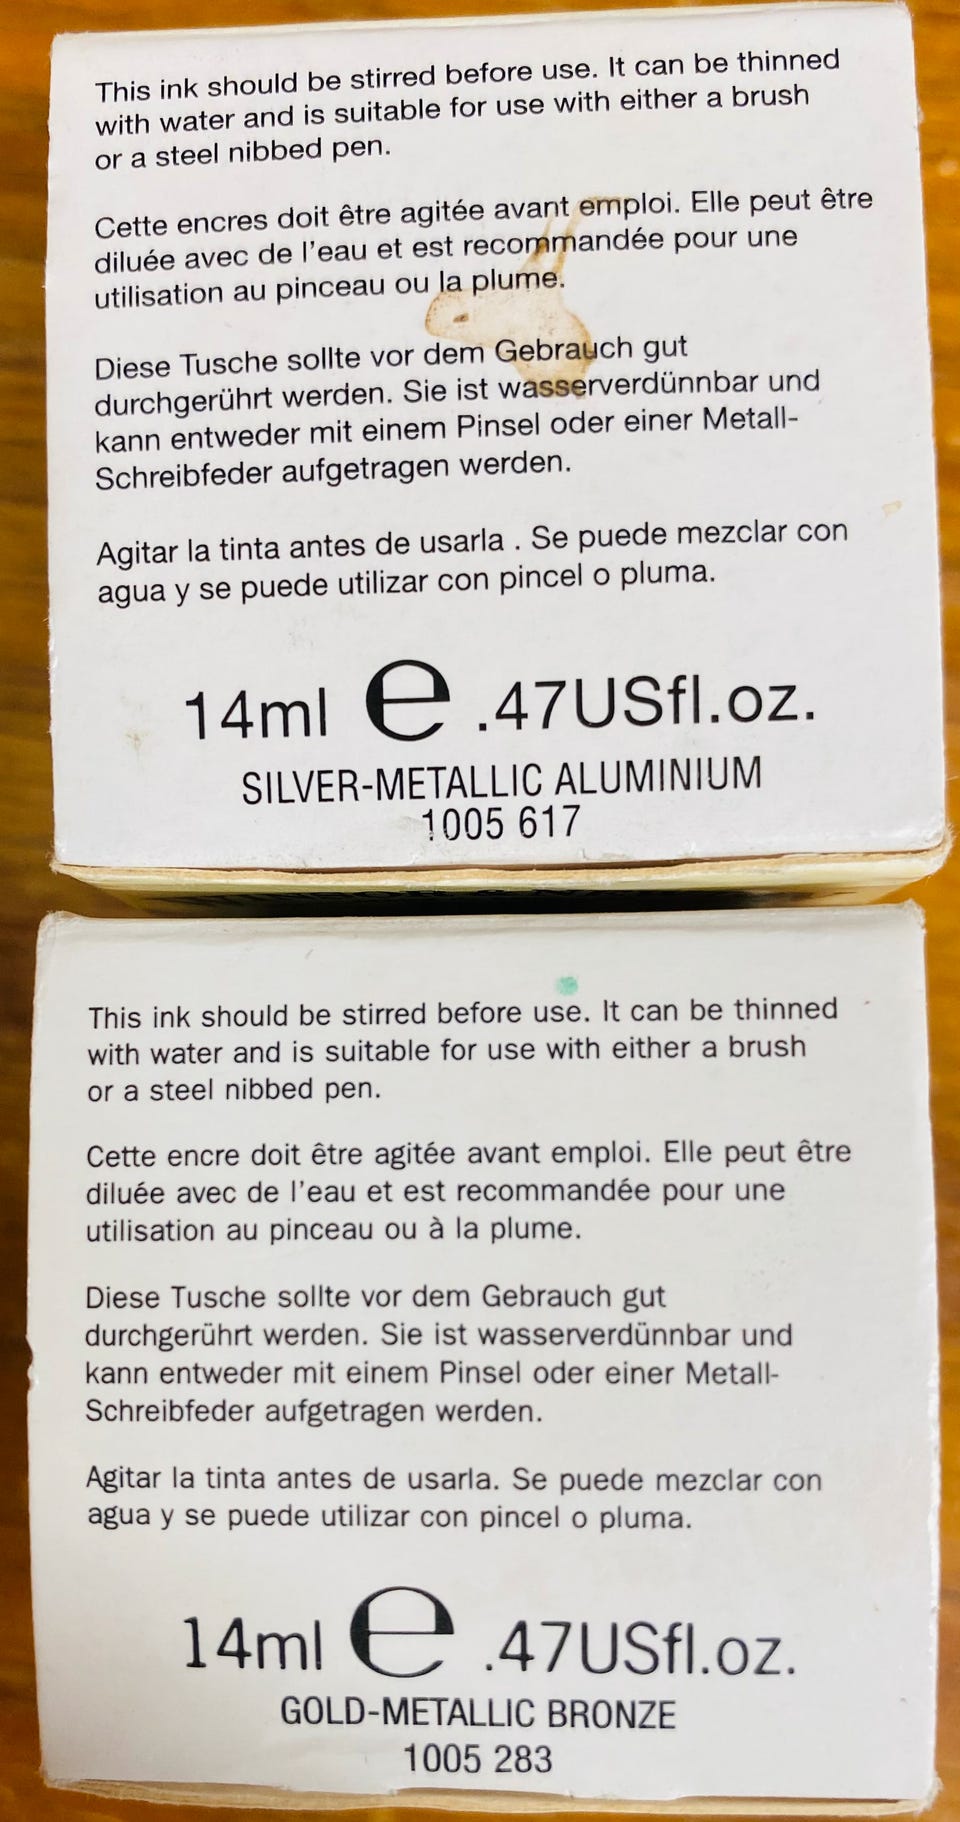 This ink should be stirred before use. It can be thinned
with water and is suitable for use with either a brush
or a steel nibbed pen.
Cette encres doit être agitée avant emploi. Elle peut être
diluée avec de l'eau et est recommandée pour une
utilisation au pinceau ou la plume.
Diese Tusche sollte vor dem Gebrauch gut
durchgerührt werden. Sie ist wasserverdünnbar und
kann entweder mit einem Pinsel oder einer Metall-
Schreibfeder aufgetragen werden.
Agitar la tinta antes de usarla . Se puede mezclar con
agua y se puede utilizar con pincel o pluma.
14ml e .47USfl.oz.
SILVER-METALLIC ALUMINIUM
1005 617
This ink should be stirred before use. It can be thinned
with water and is suitable for use with either a brush
or a steel nibbed pen.
Cette encre doit être agitée avant emploi. Elle peut être
diluée avec de l'eau et est recommandée pour une
utilisation au pinceau ou à la plume.
Diese Tusche sollte vor dem Gebrauch gut
durchgerührt werden. Sie ist wasserverdünnbar und
kann entweder mit einem Pinsel oder einer Metall-
Schreibfeder aufgetragen werden.
Agitar la tinta antes de usarla. Se puede mezclar con
agua y se puede utilizar con pincel o pluma.
14ml e .47USfl.oz.
GOLD-METALLIC BRONZE
1005 283